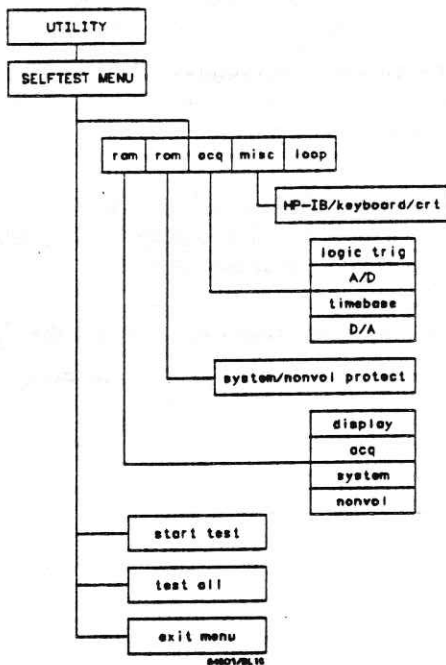 UTILITY
SELFTEST MENU
ram rom acq misc loop
HP-IB/keyboard/crt
logic trig
A/D
timebase
D/A
system/nonvol protect
display
acq
system
nonvol
start test
test all
exit menu